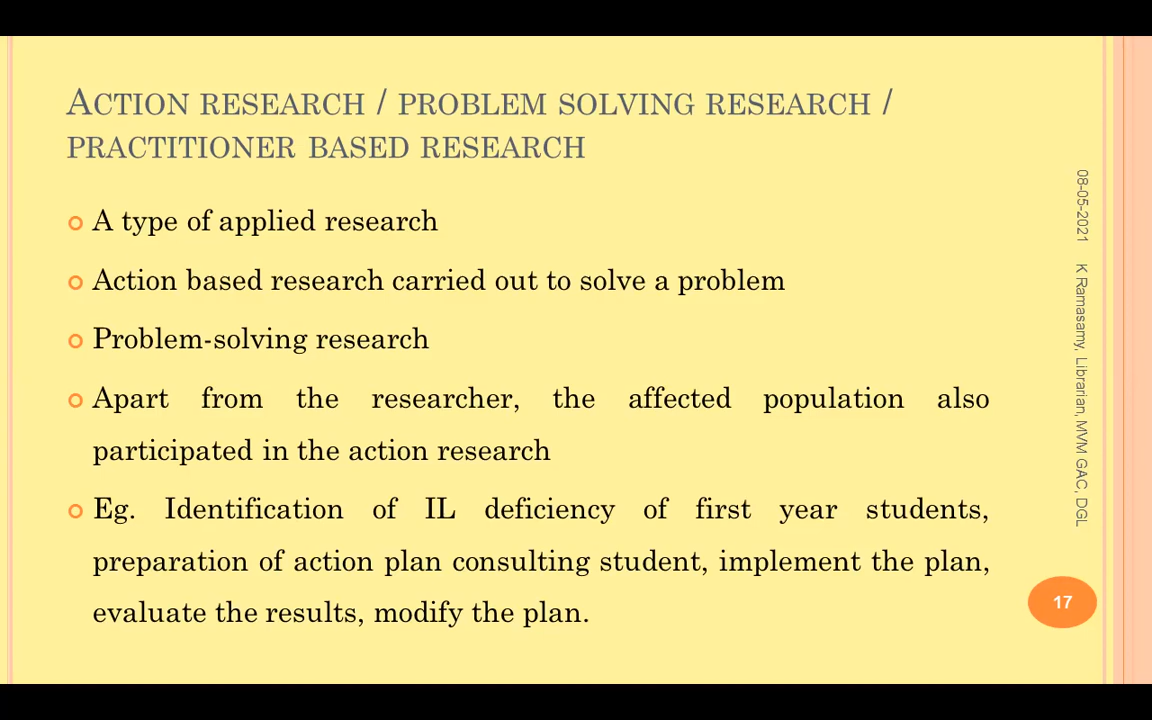 ACTION RESEARCH / PROBLEM SOLVING RESEARCH /
PRACTITIONER BASED RESEARCH
A type of applied research
Action based research carried out to solve a problem
Problem-solving research
Apart from the researcher, the affected population also
participated in the action research
Eg. Identification of IL deficiency of first year students,
preparation of action plan consulting student, implement the plan,
evaluate the results, modify the plan.
08-05-2021 K Ramasamy, Librarian, MVM GAC, DGL
17